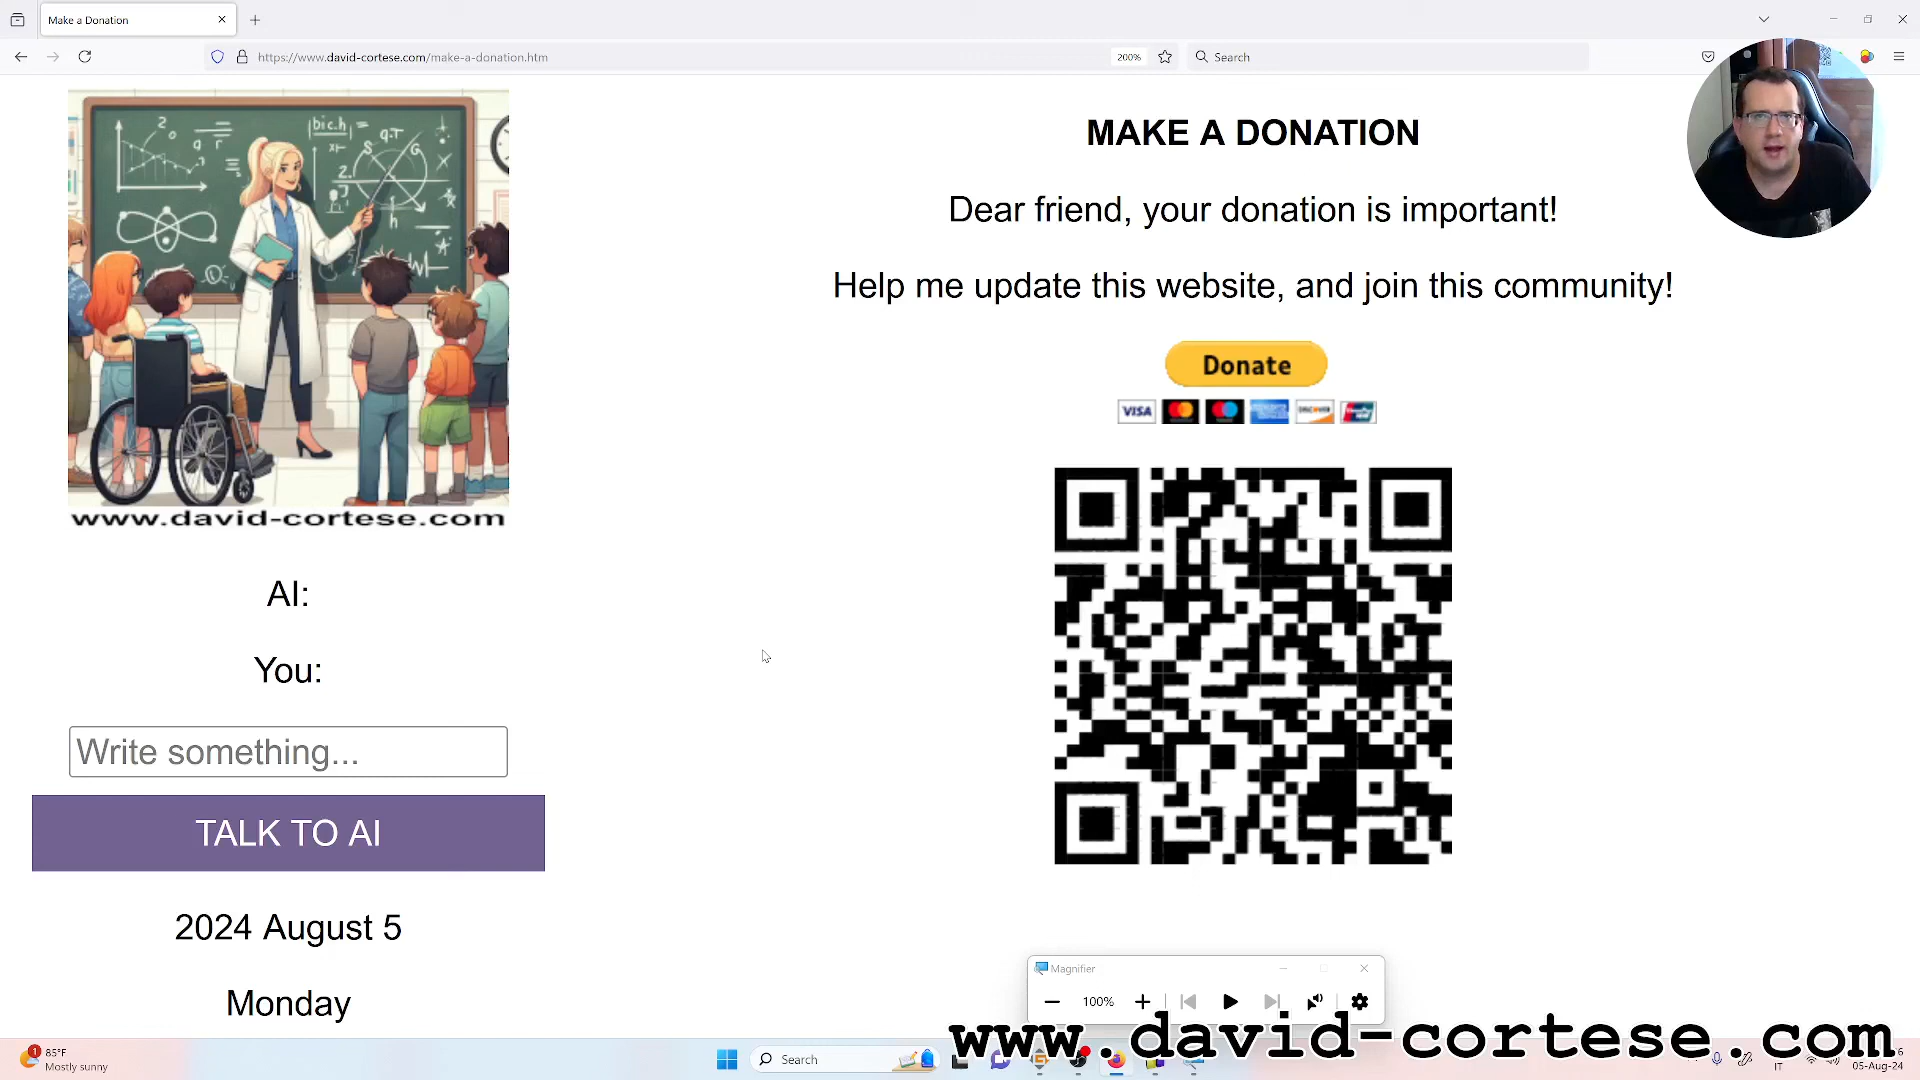 Make a Donation
https://www.david-cortese.com/make-a-donation.htm
200%
Search
www.david-cortese.com
AI:
You:
Write something...
TALK TO AI
2024 August 5
Monday
MAKE A DONATION
Dear friend, your donation is important!
Help me update this website, and join this community!
Donate
VISA
DISCOVER
Magnifier
100%
www.david-cortese.com
1
85°F
Mostly sunny
Search
IT
05-Aug-24